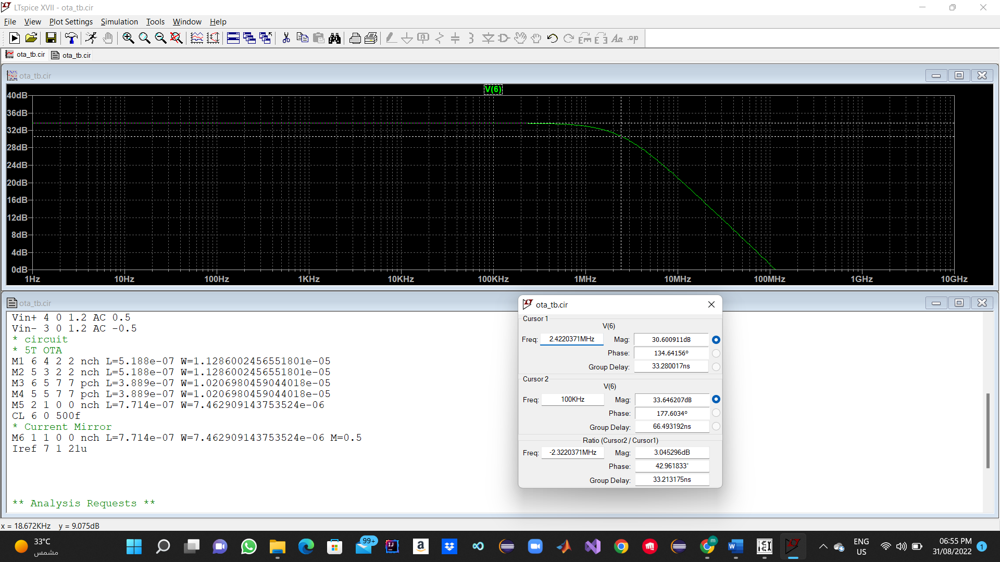 LTspice XVII - ota_tb.cir
File View Plot Settings Simulation Tools Window Help
ota_tb.cir ota_tb.cir
ota_tb.cir
V(6)
40dB
36dB
32dB
28dB
24dB
20dB
16dB
12dB
8dB
4dB
0dB
1Hz 10Hz 100Hz 1KHz 10KHz 100KHz 1MHz 10MHz 100MHz 1GHz 10GHz
ota_tb.cir
Vin+ 4 0 1.2 AC 0.5
Vin- 3 0 1.2 AC -0.5
* circuit
* 5T OTA
M1 6 4 2 2 nch L=5.188e-07 W=1.1286002456551801e-05
M2 5 3 2 2 nch L=5.188e-07 W=1.1286002456551801e-05
M3 6 5 7 7 pch L=3.889e-07 W=1.0206980459044018e-05
M4 5 5 7 7 pch L=3.889e-07 W=1.0206980459044018e-05
M5 2 1 0 0 nch L=7.714e-07 W=7.462909143753524e-06
CL 6 0 500f
* Current Mirror
M6 1 1 0 0 nch L=7.714e-07 W=7.462909143753524e-06 M=0.5
Iref 7 1 21u
** Analysis Requests **
ota_tb.cir
Cursor 1
V(6)
Freq: 2.4220371MHz Mag: 30.600911dB
Phase: 134.64156°
Group Delay: 33.280017ns
Cursor 2
V(6)
Freq: 100KHz Mag: 33.646207dB
Phase: 177.6034°
Group Delay: 66.493192ns
Ratio (Cursor2 / Cursor1)
Freq: -2.3220371MHz Mag: 3.045296dB
Phase: 42.961833°
Group Delay: 33.213175ns
x = 18.672KHz y = 9.075dB
33°C
مشمس
99+
ENG
US
06:55 PM
31/08/2022
1